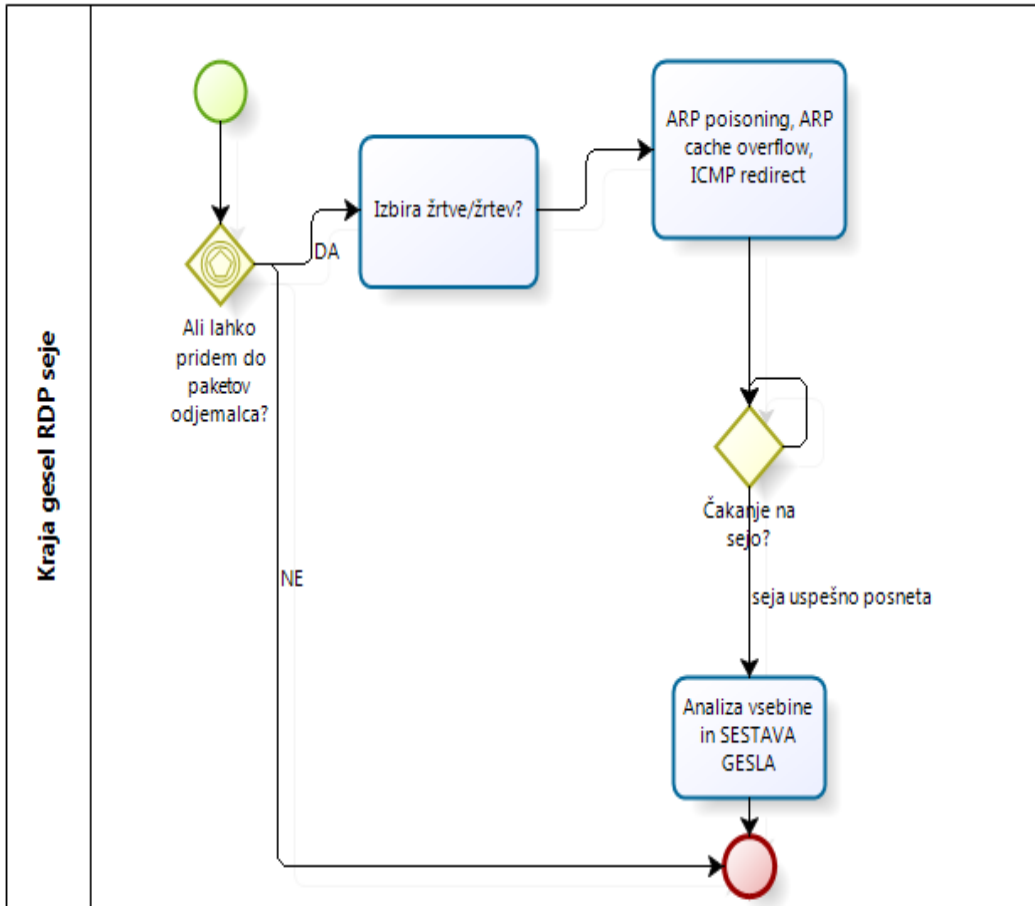 Kraja gesel RDP seje
Ali lahko
pridem do
paketov
odjemalca?
DA
NE
Izbira žrtve/žrtev?
ARP poisoning, ARP
cache overflow,
ICMP redirect
Čakanje na
sejo?
seja uspešno posneta
Analiza vsebine
in SESTAVA
GESLA